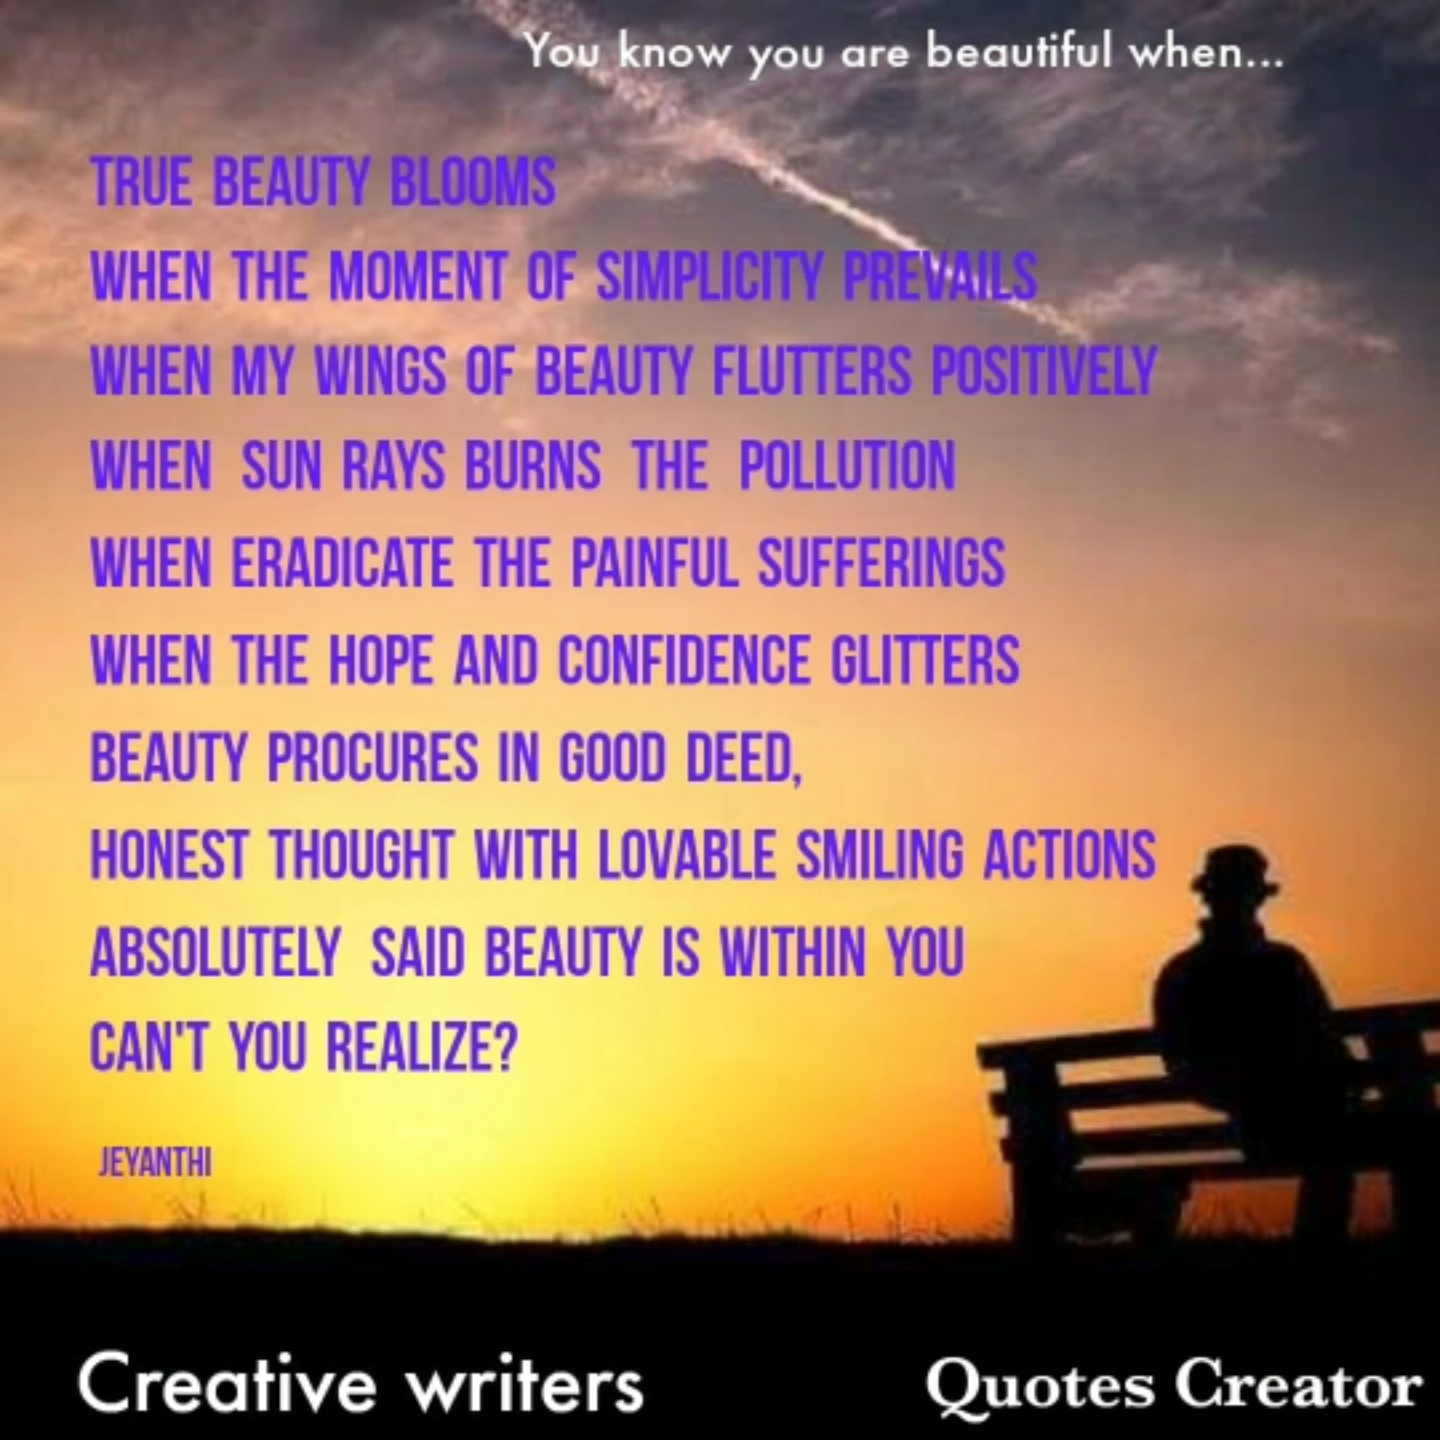 You know you are beautiful when...
TRUE BEAUTY BLOOMS
WHEN THE MOMENT OF SIMPLICITY PREVAILS
WHEN MY WINGS OF BEAUTY FLUTTERS POSITIVELY
WHEN SUN RAYS BURNS THE POLLUTION
WHEN ERADICATE THE PAINFUL SUFFERINGS
WHEN THE HOPE AND CONFIDENCE GLITTERS
BEAUTY PROCURES IN GOOD DEED,
HONEST THOUGHT WITH LOVABLE SMILING ACTIONS
ABSOLUTELY SAID BEAUTY IS WITHIN YOU
CAN'T YOU REALIZE?
JEYANTHI
Creative writers
Quotes Creator